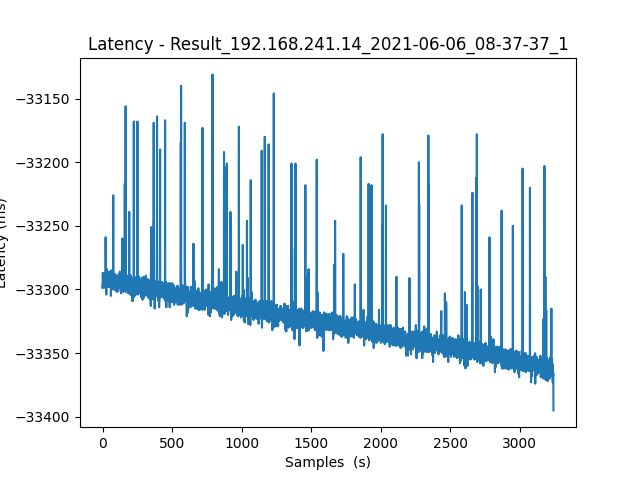 Latency - Result_192.168.241.14_2021-06-06_08-37-37_1
Latency (ms)
−33150
−33200
−33250
−33300
−33350
−33400
0 500 1000 1500 2000 2500 3000
Samples  (s)